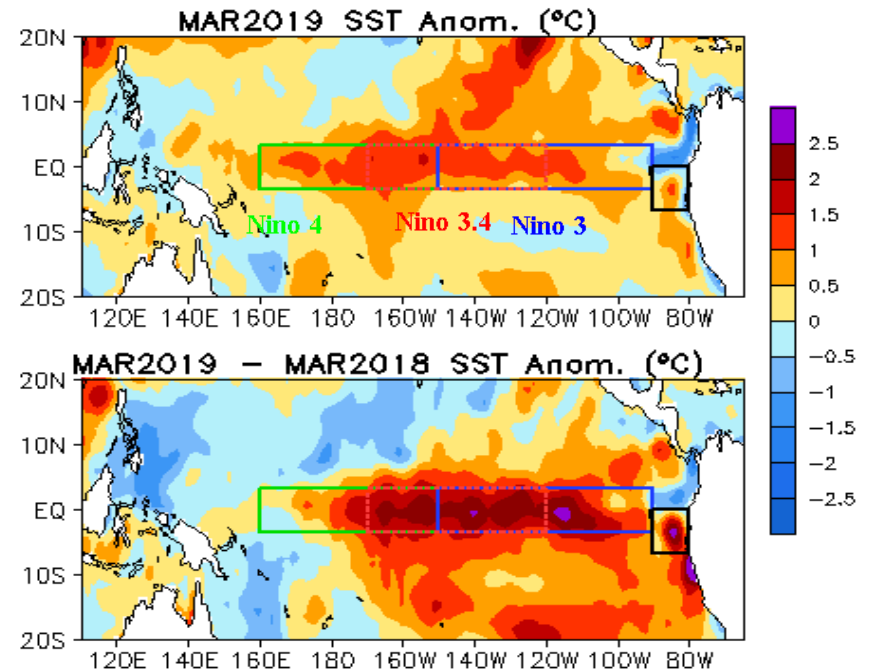 MAR2019 SST Anom. (°C)
20N
10N
EQ
10S
20S
Nino 4
Nino 3.4
Nino 3
120E 140E 160E 180 160W 140W 120W 100W 80W
MAR2019 – MAR2018 SST Anom. (°C)
20N
10N
EQ
10S
20S
120E 140E 160E 180 160W 140W 120W 100W 80W
2.5
2
1.5
1
0.5
0
−0.5
−1
−1.5
−2
−2.5